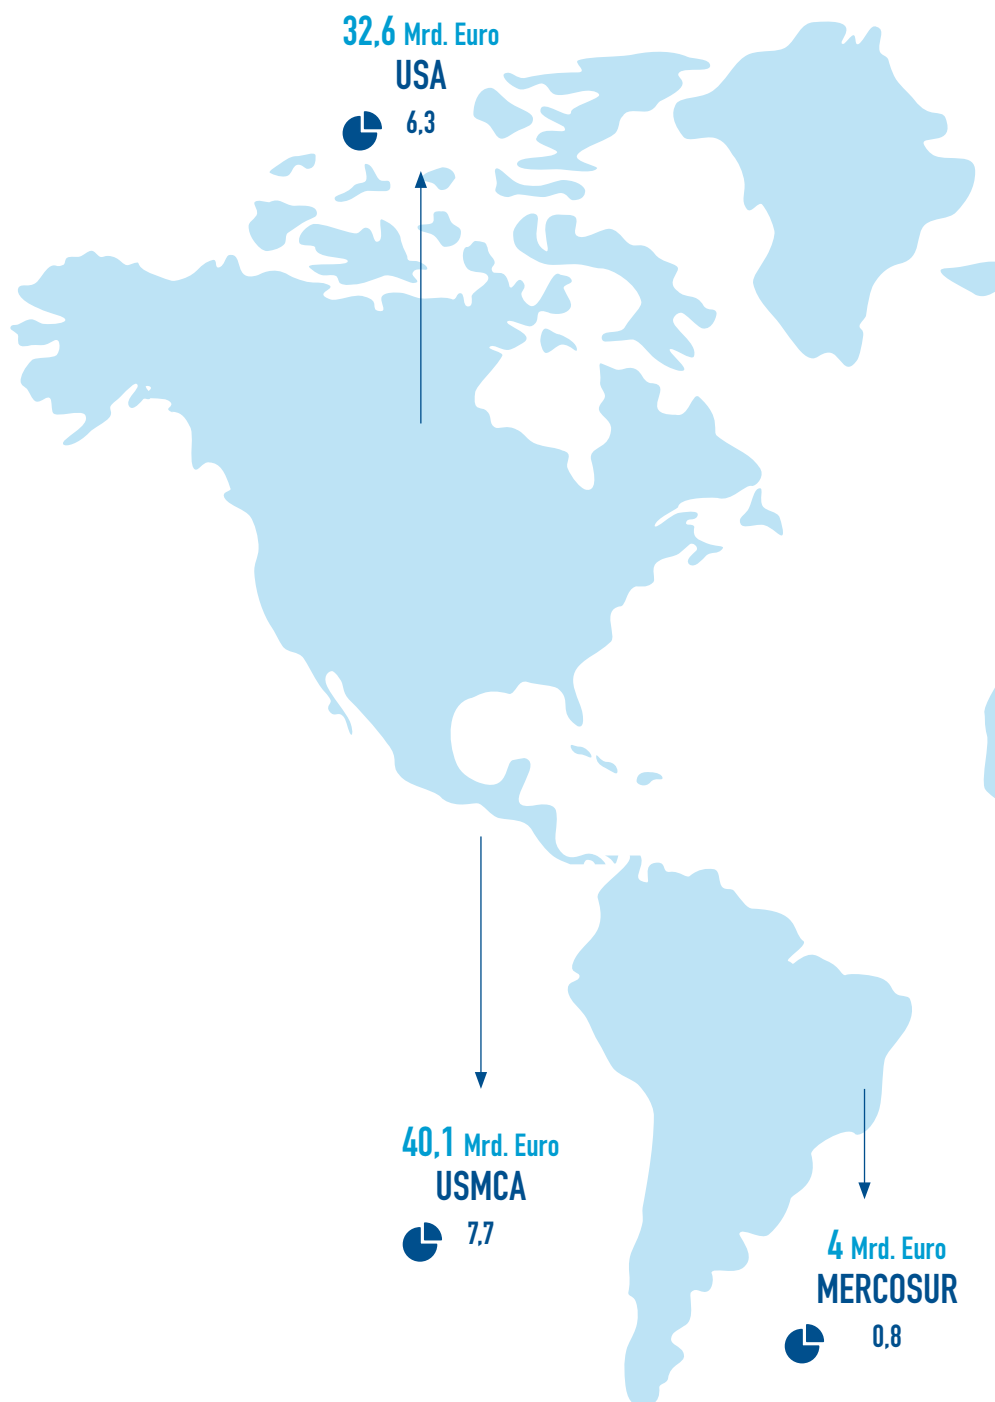 32,6 Mrd. Euro
USA
6,3
40,1 Mrd. Euro
USMCA
7,7
4 Mrd. Euro
MERCOSUR
0,8